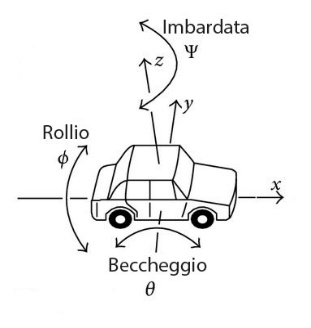 Imbardata
Ψ
z
y
Rollio
ϕ
x
Beccheggio
θ